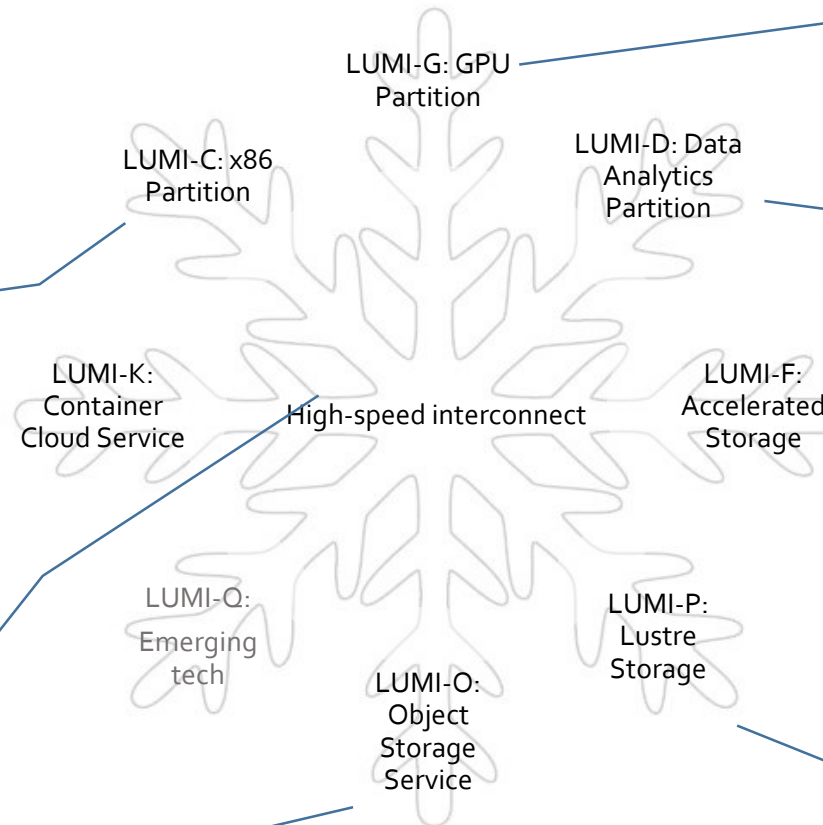 LUMI-G: GPU
Partition
LUMI-C: x86
Partition
LUMI-D: Data
Analytics
Partition
LUMI-K:
Container
Cloud Service
High-speed interconnect
LUMI-F:
Accelerated
Storage
LUMI-Q:
Emerging
tech
LUMI-P:
Lustre
Storage
LUMI-O:
Object
Storage
Service